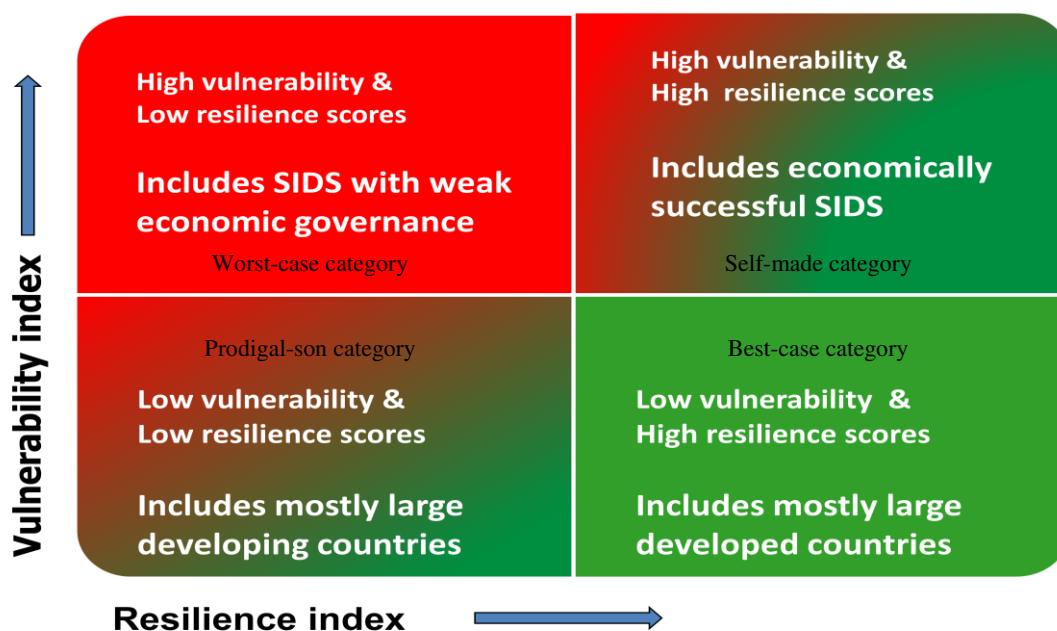 High vulnerability &
Low resilience scores
Includes SIDS with weak
economic governance
Worst-case category
High vulnerability &
High resilience scores
Includes economically
successful SIDS
Self-made category
Vulnerability index
Prodigal-son category
Low vulnerability &
Low resilience scores
Includes mostly large
developing countries
Best-case category
Low vulnerability &
High resilience scores
Includes mostly large
developed countries
Resilience index